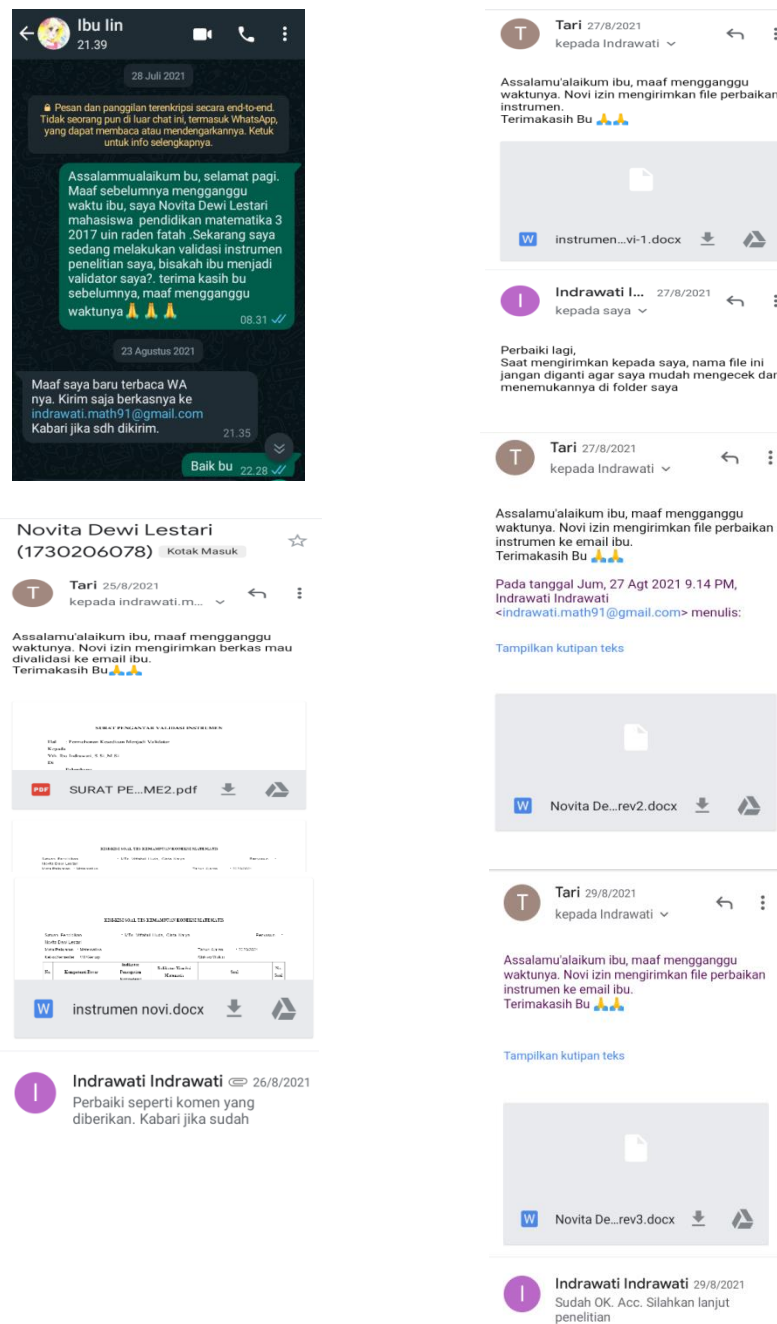 Ibu Iin
21.39
28 Juli 2021
Pesan dan panggilan terenkripsi secara end-to-end.
Tidak seorang pun di luar chat ini, termasuk WhatsApp,
yang dapat membaca atau mendengarkannya. Ketuk
untuk info selengkapnya.
Assalammualaikum bu, selamat pagi.
Maaf sebelumnya mengganggu
waktu ibu, saya Novita Dewi Lestari
mahasiswa pendidikan matematika 3
2017 uin raden fatah .Sekarang saya
sedang melakukan validasi instrumen
penelitian saya, bisakah ibu menjadi
validator saya?. terima kasih bu
sebelumnya, maaf mengganggu
waktunya 🙏 🙏 🙏
08.31
23 Agustus 2021
Maaf saya baru terbaca WA
nya. Kirim saja berkasnya ke
indrawati.math91@gmail.com
Kabari jika sdh dikirim.
21.35
Baik bu 22.28
Novita Dewi Lestari
(1730206078) Kotak Masuk
T
Tari 25/8/2021
kepada indrawati.m...
Assalamu'alaikum ibu, maaf mengganggu
waktunya. Novi izin mengirimkan berkas mau
divalidasi ke email ibu.
Terimakasih Bu🙏🙏
SURAT PENGANTAR VALIDASI INSTRUMEN
PDF SURAT PE...ME2.pdf
KISI-KISI SOAL TES KEMAMPUAN KONEKSI MATEMATIS
KISI-KISI SOAL TES KEMAMPUAN KONEKSI MATEMATIS
W instrumen novi.docx
I
Indrawati Indrawati 26/8/2021
Perbaiki seperti komen yang
diberikan. Kabari jika sudah
T
Tari 27/8/2021
kepada Indrawati
Assalamu'alaikum ibu, maaf mengganggu
waktunya. Novi izin mengirimkan file perbaikan
instrumen.
Terimakasih Bu 🙏🙏
W instrumen...vi-1.docx
I
Indrawati I... 27/8/2021
kepada saya
Perbaiki lagi,
Saat mengirimkan kepada saya, nama file ini
jangan diganti agar saya mudah mengecek dan
menemukannya di folder saya
T
Tari 27/8/2021
kepada Indrawati
Assalamu'alaikum ibu, maaf mengganggu
waktunya. Novi izin mengirimkan file perbaikan
instrumen ke email ibu.
Terimakasih Bu 🙏🙏
Pada tanggal Jum, 27 Agt 2021 9.14 PM,
Indrawati Indrawati
<indrawati.math91@gmail.com> menulis:
Tampilkan kutipan teks
W Novita De...rev2.docx
T
Tari 29/8/2021
kepada Indrawati
Assalamu'alaikum ibu, maaf mengganggu
waktunya. Novi izin mengirimkan file perbaikan
instrumen ke email ibu.
Terimakasih Bu 🙏🙏
Tampilkan kutipan teks
W Novita De...rev3.docx
I
Indrawati Indrawati 29/8/2021
Sudah OK. Acc. Silahkan lanjut
penelitian